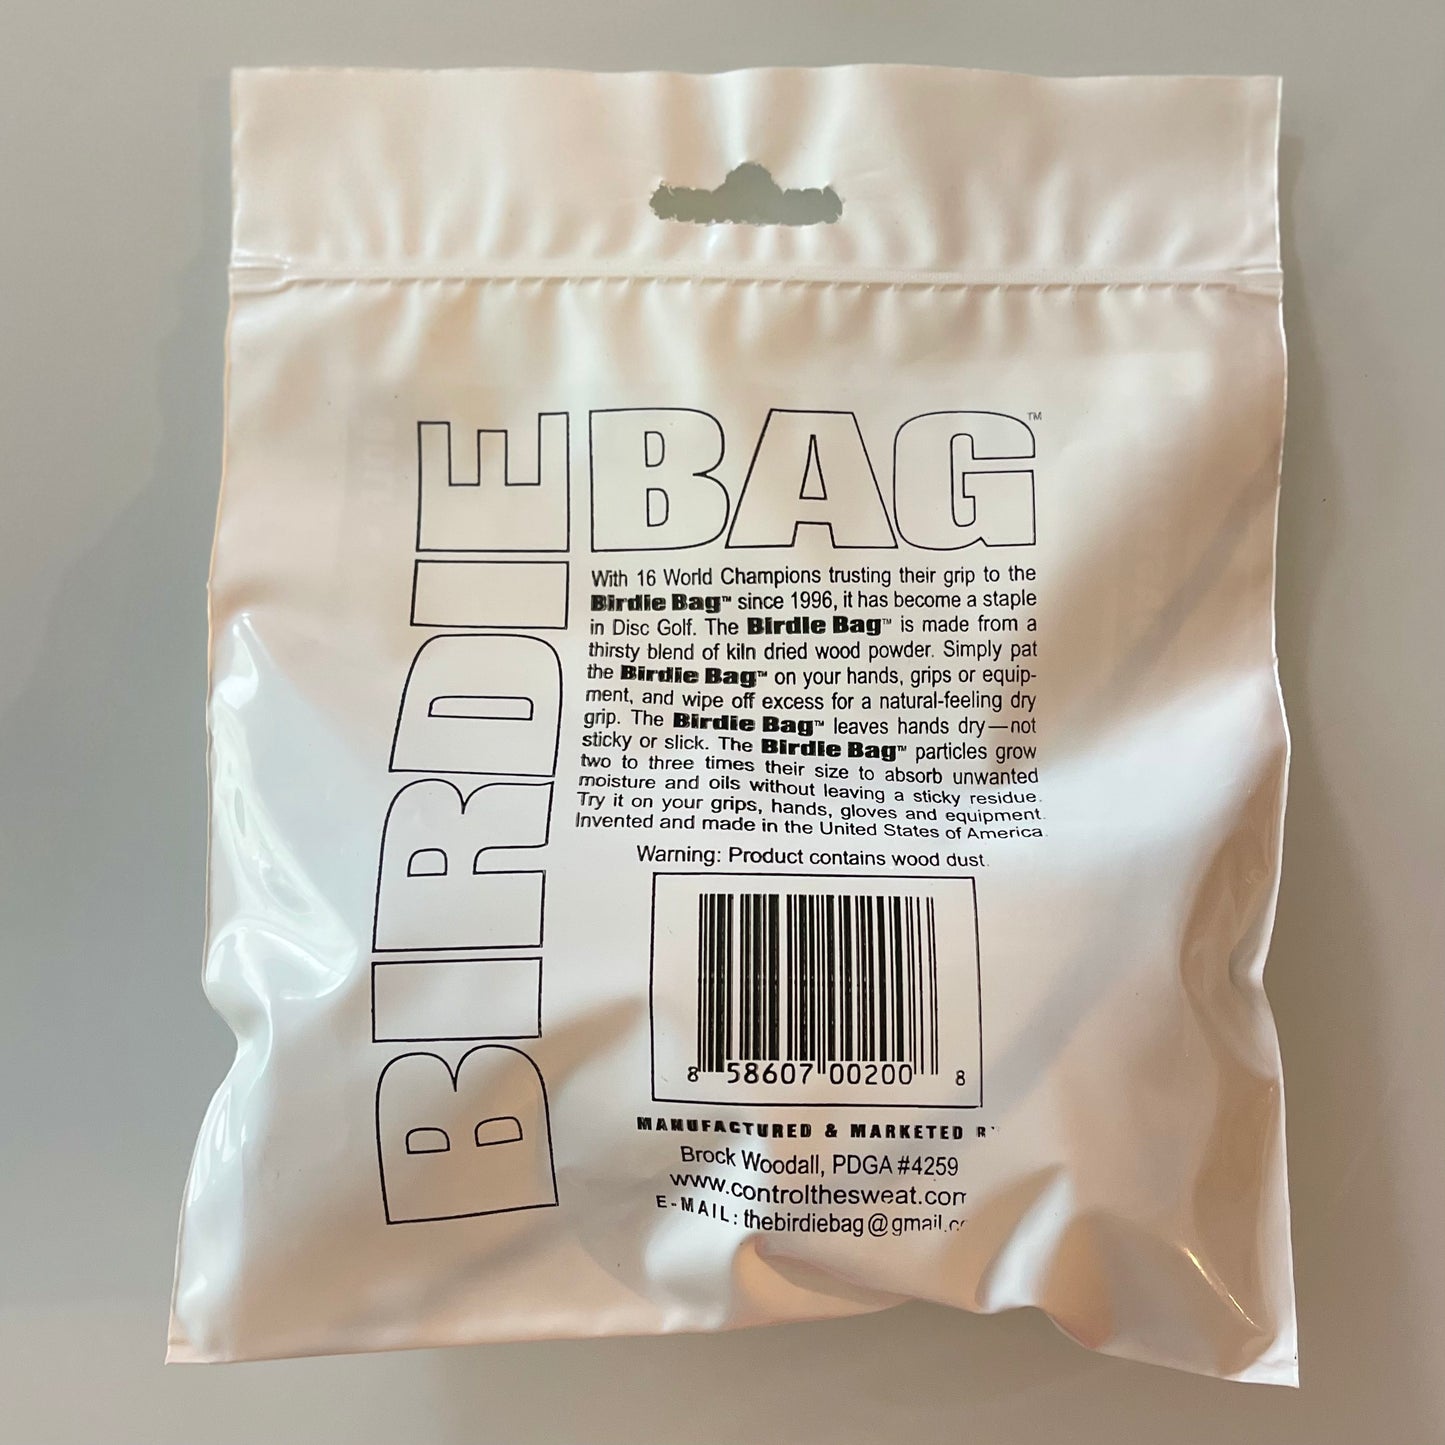 BIRDIE
BAG™
With 16 World Champions trusting their grip to the
Birdie Bag™ since 1996, it has become a staple
in Disc Golf. The Birdie Bag™ is made from a
thirsty blend of kiln dried wood powder. Simply pat
the Birdie Bag™ on your hands, grips or equip-
ment, and wipe off excess for a natural-feeling dry
grip. The Birdie Bag™ leaves hands dry—not
sticky or slick. The Birdie Bag™ particles grow
two to three times their size to absorb unwanted
moisture and oils without leaving a sticky residue.
Try it on your grips, hands, gloves and equipment.
Invented and made in the United States of America.
Warning: Product contains wood dust.
8 58607 00200 8
MANUFACTURED & MARKETED
Brock Woodall, PDGA #4259
www.controlthesweat.com
E-MAIL: thebirdiebag@gmail.c